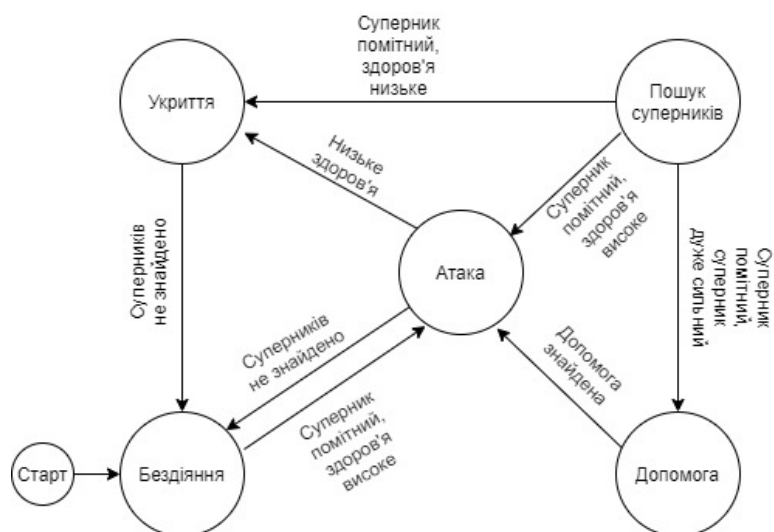 Суперник
помітний,
здоров'я
низьке
Укриття
Пошук
суперників
Низьке
здоров'я
Суперник
помітний,
здоров'я
високе
Суперників
не знайдено
Атака
Суперник
помітний,
суперник
дуже сильний
Суперників
не знайдено
Допомога
знайдена
Суперник
помітний,
здоров'я
високе
Старт
Бездіяння
Допомога